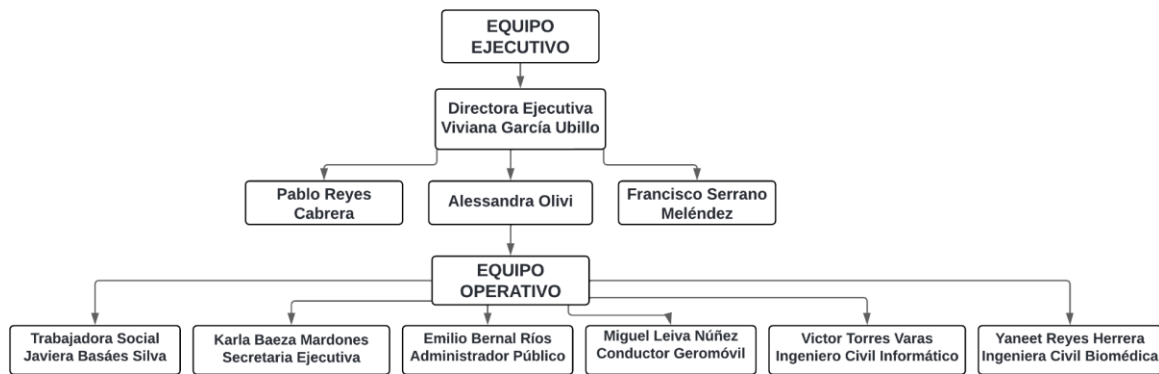 EQUIPO
EJECUTIVO
Directora Ejecutiva
Viviana García Ubillo
Pablo Reyes
Cabrera
Alessandra Olivi
Francisco Serrano
Meléndez
EQUIPO
OPERATIVO
Trabajadora Social
Javiera Basáes Silva
Karla Baeza Mardones
Secretaria Ejecutiva
Emilio Bernal Ríos
Administrador Público
Miguel Leiva Núñez
Conductor Geromóvil
Victor Torres Varas
Ingeniero Civil Informático
Yaneet Reyes Herrera
Ingeniera Civil Biomédica